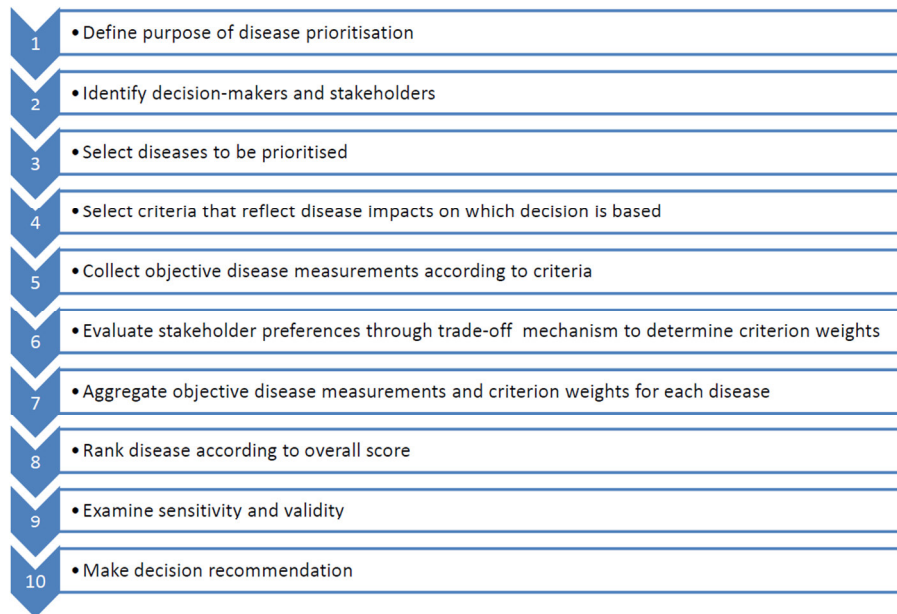 1 • Define purpose of disease prioritisation
2 • Identify decision-makers and stakeholders
3 • Select diseases to be prioritised
4 • Select criteria that reflect disease impacts on which decision is based
5 • Collect objective disease measurements according to criteria
6 • Evaluate stakeholder preferences through trade-off mechanism to determine criterion weights
7 • Aggregate objective disease measurements and criterion weights for each disease
8 • Rank disease according to overall score
9 • Examine sensitivity and validity
10 • Make decision recommendation